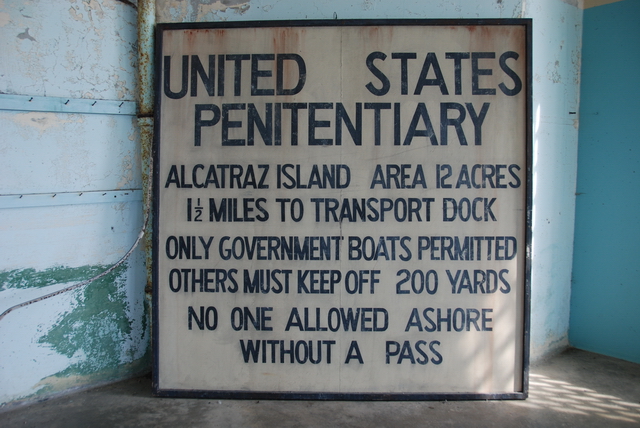 UNITED STATES
PENITENTIARY
ALCATRAZ ISLAND AREA 12 ACRES
1½ MILES TO TRANSPORT DOCK
ONLY GOVERNMENT BOATS PERMITTED
OTHERS MUST KEEP OFF 200 YARDS
NO ONE ALLOWED ASHORE
WITHOUT A PASS